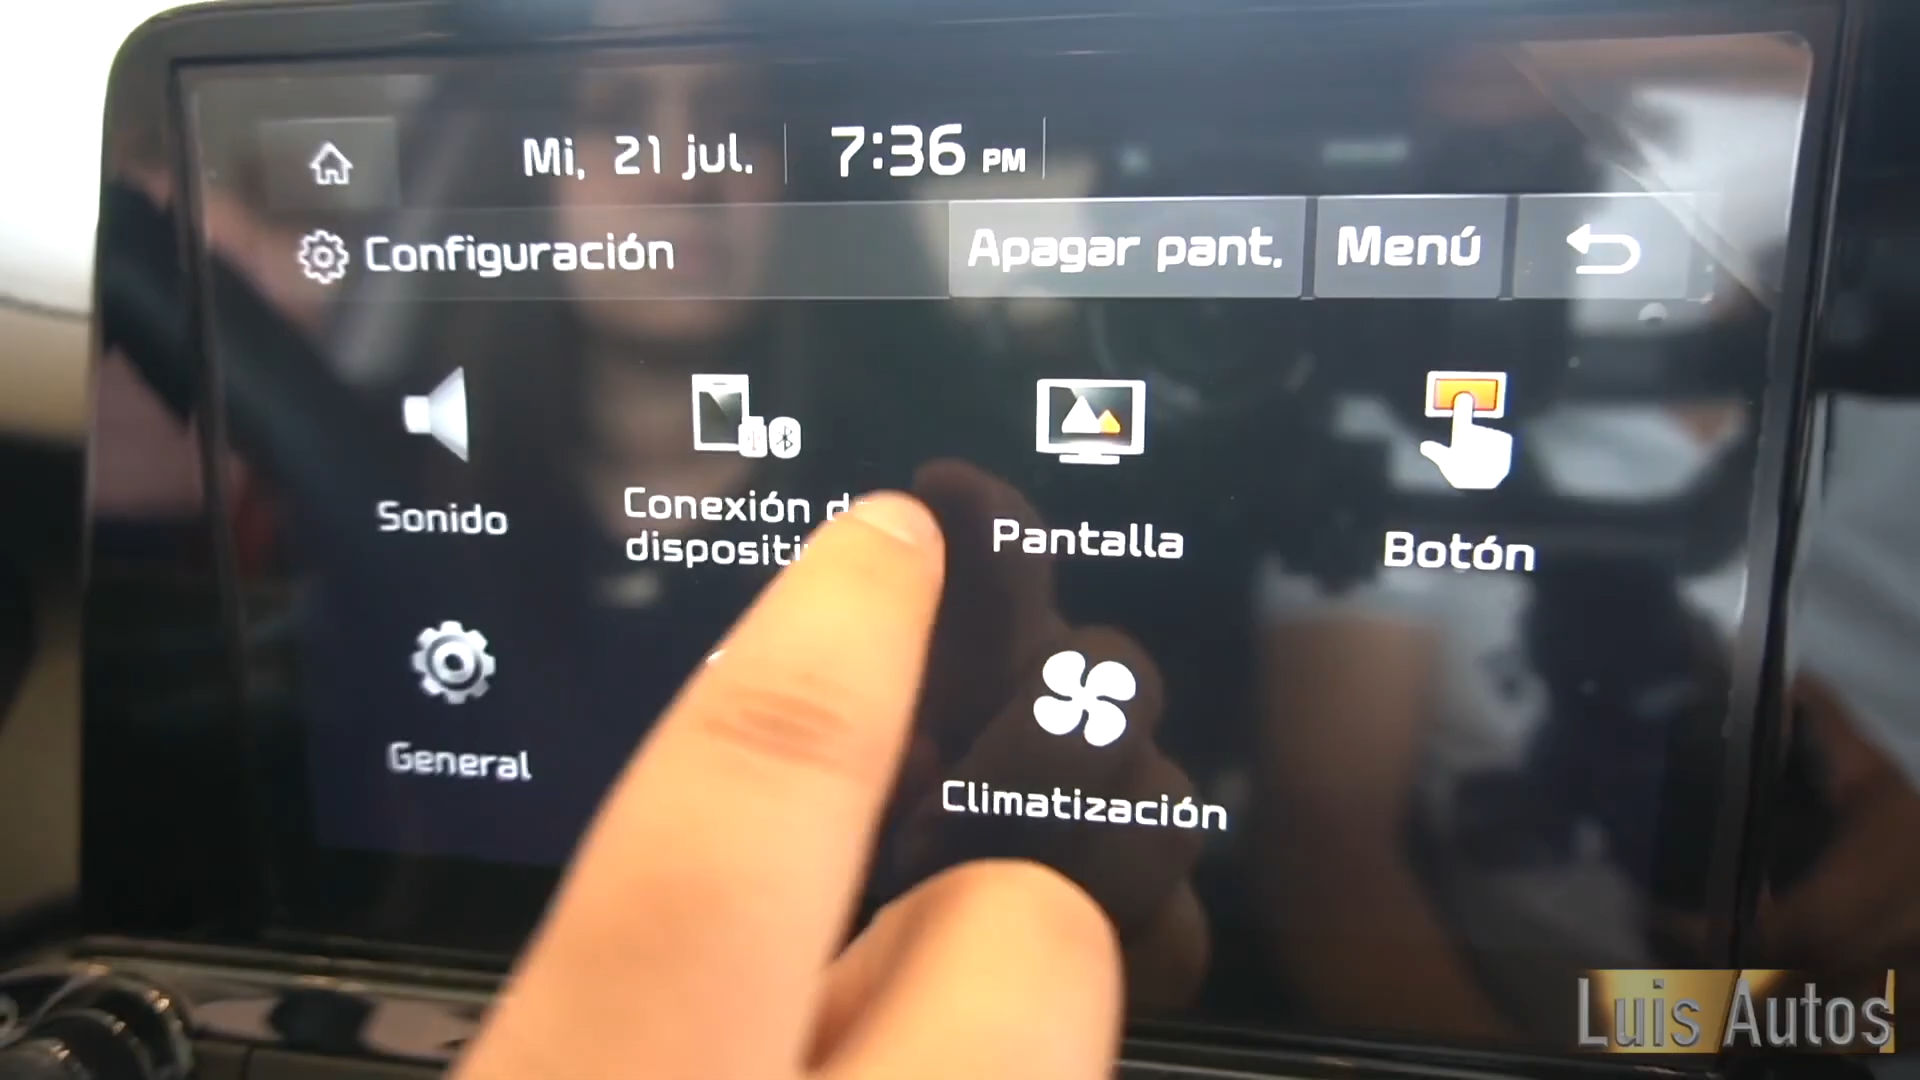 Mi, 21 jul. 7:36 PM
Configuración Apagar pant. Menú
Sonido
Conexión
Pantalla
Botón
General
Climatización
Luis Autos